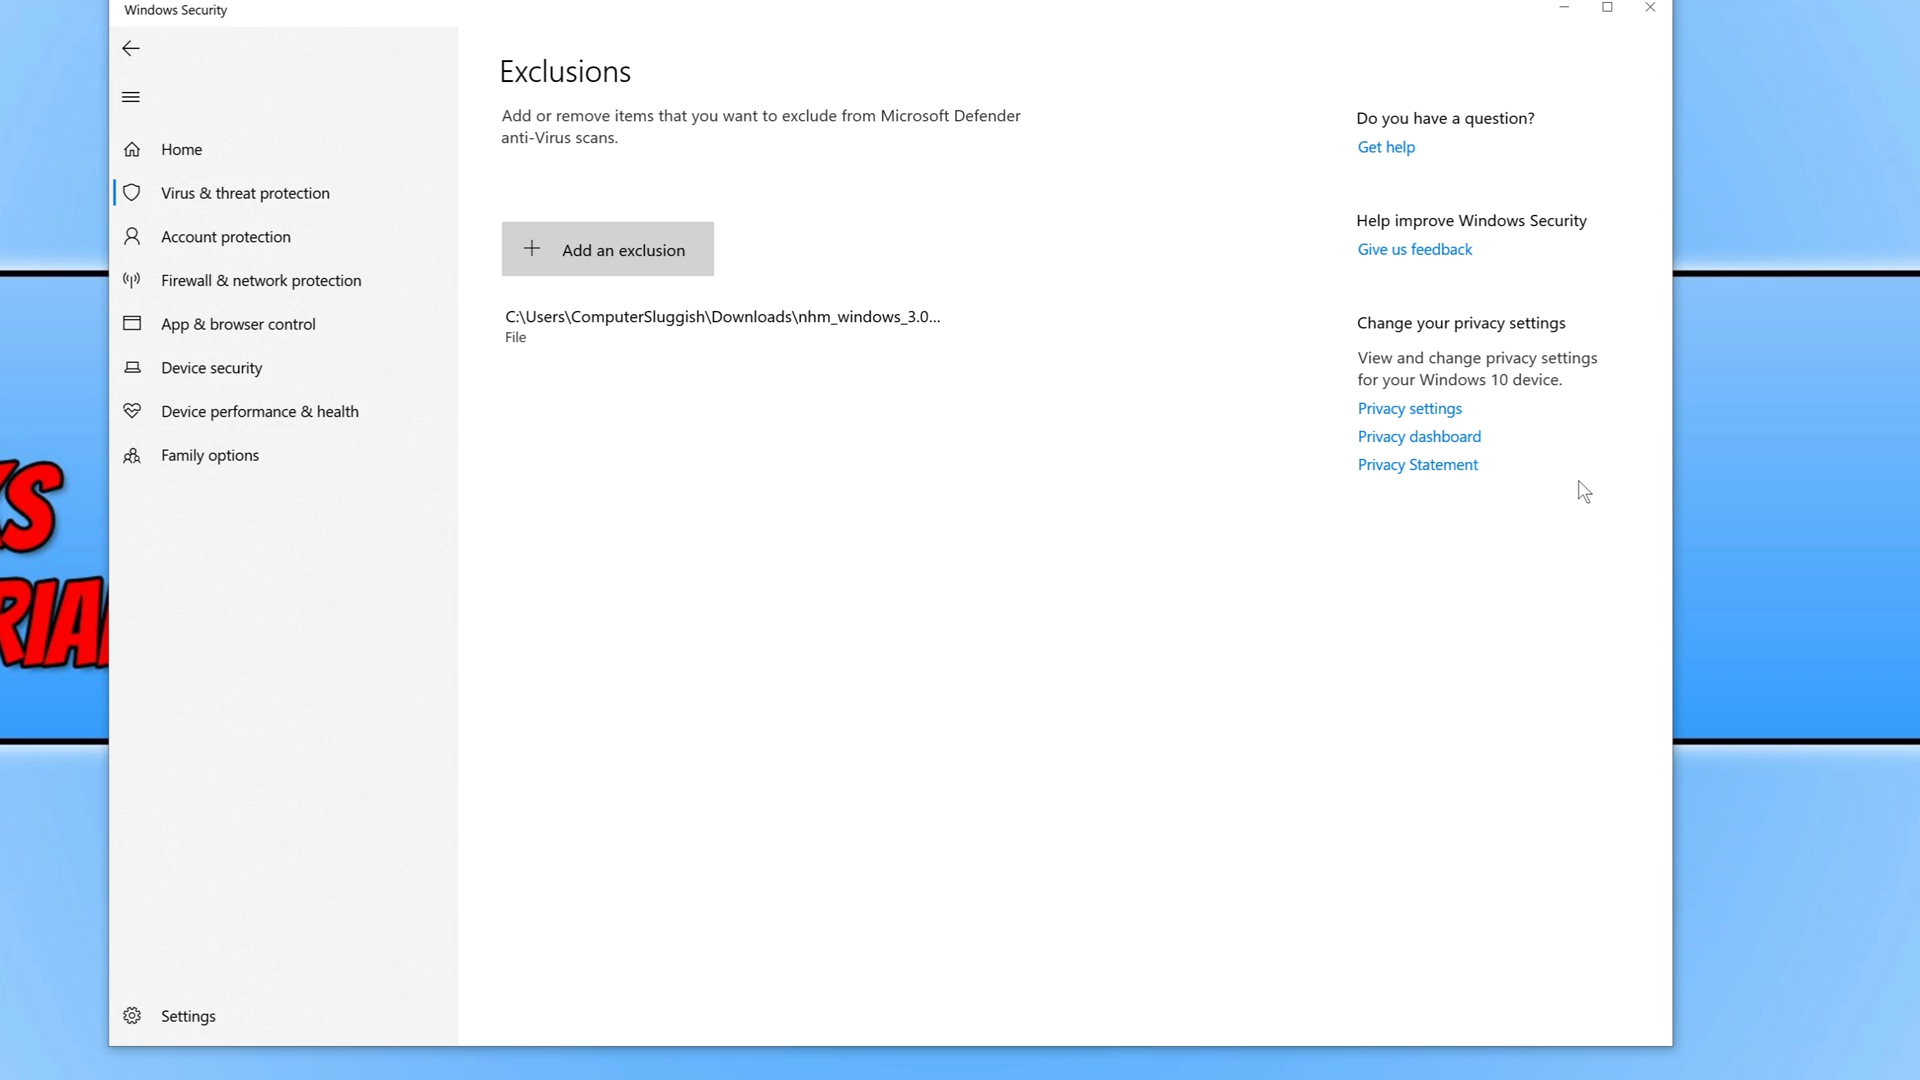 Windows Security
Exclusions
Add or remove items that you want to exclude from Microsoft Defender
anti-Virus scans.
Add an exclusion
C:\Users\ComputerSluggish\Downloads\nhm_windows_3.0...
File
Home
Virus & threat protection
Account protection
Firewall & network protection
App & browser control
Device security
Device performance & health
Family options
Settings
Do you have a question?
Get help
Help improve Windows Security
Give us feedback
Change your privacy settings
View and change privacy settings
for your Windows 10 device.
Privacy settings
Privacy dashboard
Privacy Statement